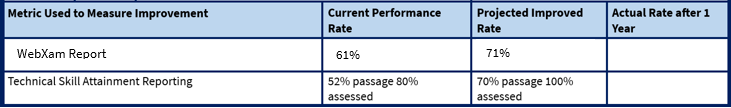 Metric Used to Measure Improvement
Current Performance Rate
Projected Improved Rate
Actual Rate after 1 Year
WebXam Report
61%
71%
Technical Skill Attainment Reporting
52% passage 80% assessed
70% passage 100% assessed